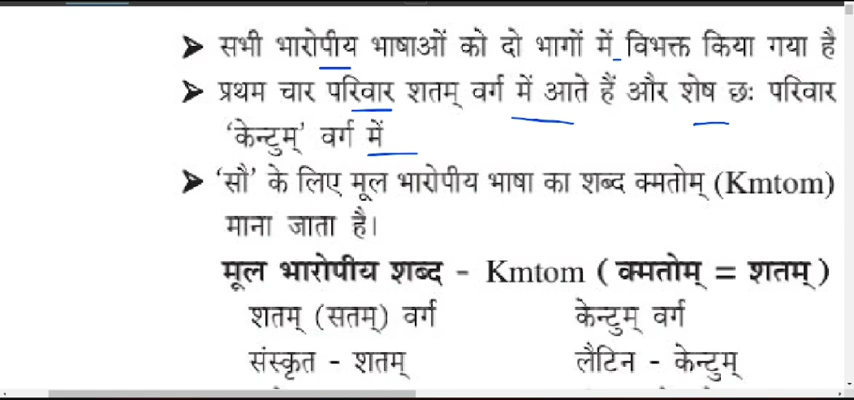 ➤ सभी भारोपीय भाषाओं को दो भागों में विभक्त किया गया है
➤ प्रथम चार परिवार शतम् वर्ग में आते हैं और शेष छः परिवार
‘केन्टुम्’ वर्ग में
➤ ‘सौ’ के लिए मूल भारोपीय भाषा का शब्द क्मतोम् (Kmtom)
माना जाता है।
मूल भारोपीय शब्द - Kmtom ( क्मतोम् = शतम् )
शतम् (सतम्) वर्ग केन्टुम् वर्ग
संस्कृत - शतम् लैटिन - केन्टुम्